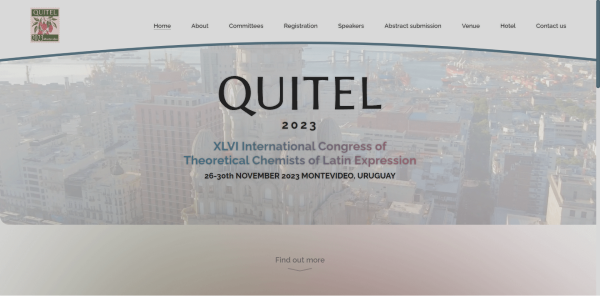 QUITEL
Home
About
Committees
Registration
Speakers
Abstract submission
Venue
Hotel
Contact us
QUITEL
2023
XLVI International Congress of
Theoretical Chemists of Latin Expression
26-30th NOVEMBER 2023 MONTEVIDEO, URUGUAY
Find out more